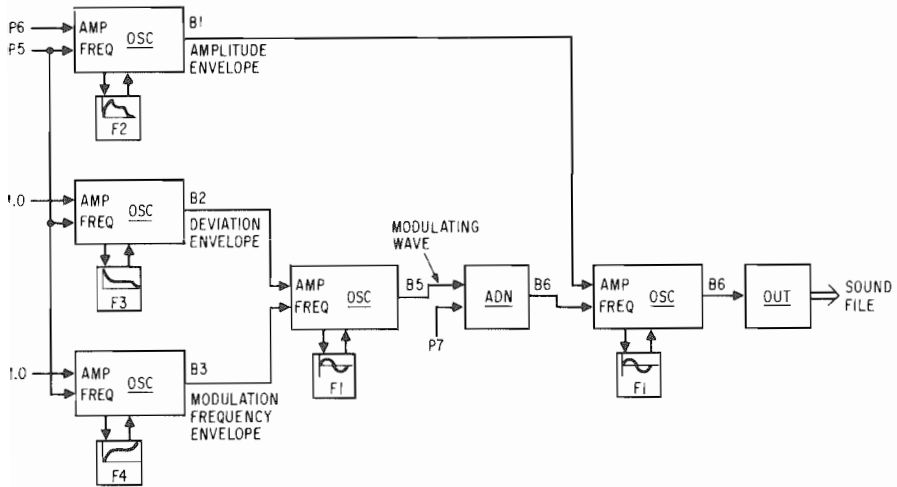 P6
AMP
OSC
B1
P5
FREQ
AMPLITUDE
ENVELOPE
F2
1.0
AMP
OSC
B2
FREQ
DEVIATION
ENVELOPE
F3
MODULATING
WAVE
AMP
OSC
B5
FREQ
F1
ADN
B6
P7
AMP
OSC
B6
FREQ
F1
OUT
SOUND
FILE
1.0
AMP
OSC
B3
FREQ
MODULATION
FREQUENCY
ENVELOPE
F4